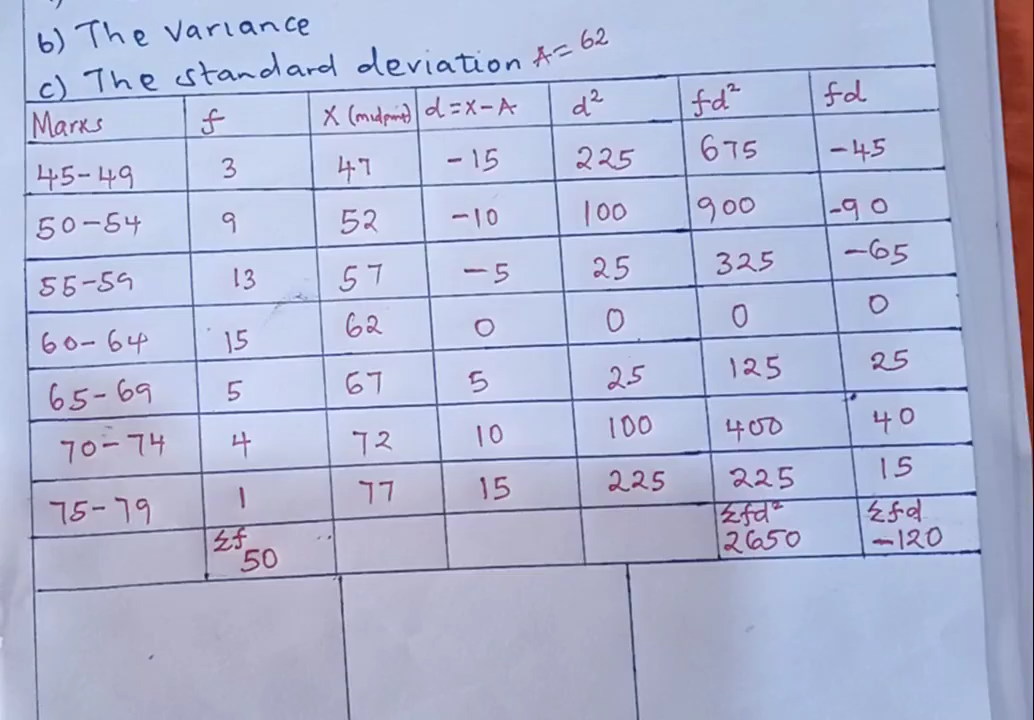 b) The variance
c) The standard deviation A=62
Marks f X (midpoint) d=X-A d² fd² fd
45-49 3 47 -15 225 675 -45
50-54 9 52 -10 100 900 -90
55-59 13 57 -5 25 325 -65
60-64 15 62 0 0 0 0
65-69 5 67 5 25 125 25
70-74 4 72 10 100 400 40
75-79 1 77 15 225 225 15
Σf Σfd² Σfd
50 2650 -120